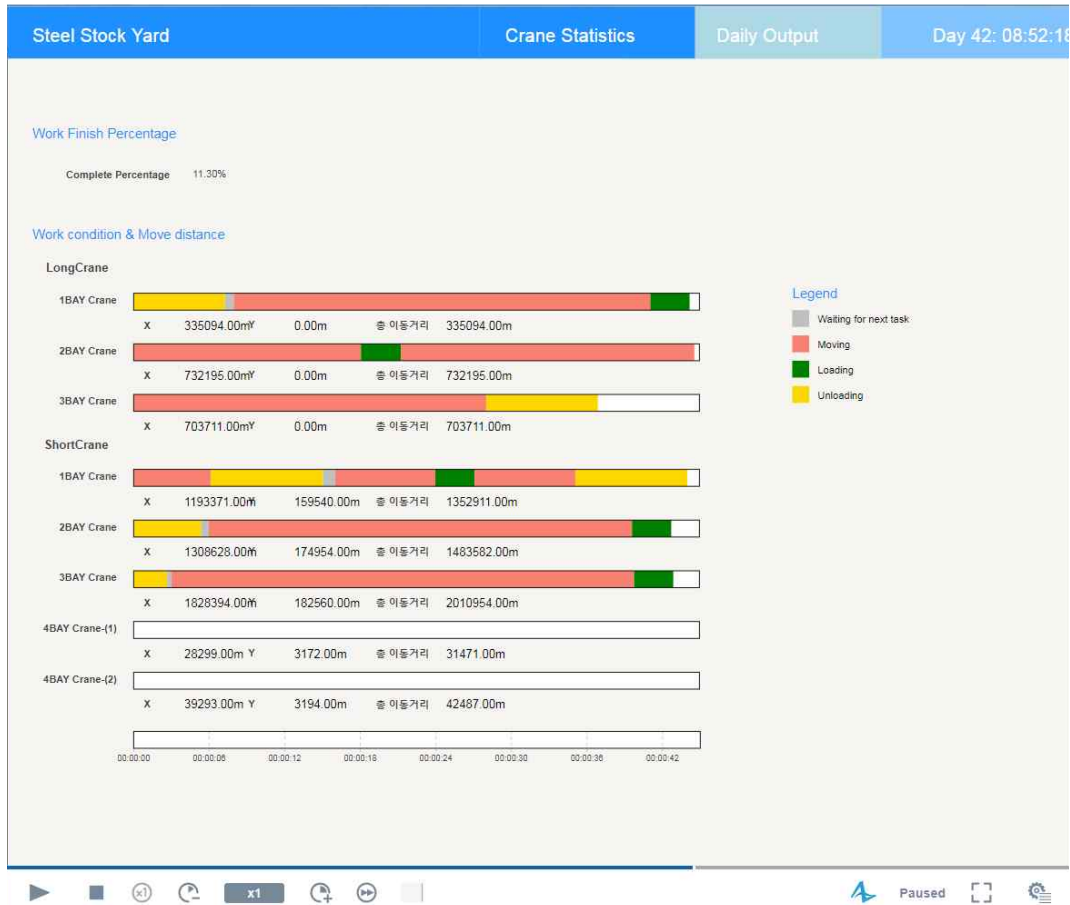 Steel Stock Yard Crane Statistics Daily Output Day 42: 08:52:18
Work Finish Percentage
Complete Percentage 11.30%
Work condition & Move distance
LongCrane
1BAY Crane
X 335094.00m Y 0.00m 총 이동거리 335094.00m
2BAY Crane
X 732195.00m Y 0.00m 총 이동거리 732195.00m
3BAY Crane
X 703711.00m Y 0.00m 총 이동거리 703711.00m
ShortCrane
1BAY Crane
X 1193371.00m Y 159540.00m 총 이동거리 1352911.00m
2BAY Crane
X 1308628.00m Y 174954.00m 총 이동거리 1483582.00m
3BAY Crane
X 1828394.00m Y 182560.00m 총 이동거리 2010954.00m
4BAY Crane-(1)
X 28299.00m Y 3172.00m 총 이동거리 31471.00m
4BAY Crane-(2)
X 39293.00m Y 3194.00m 총 이동거리 42487.00m
00:00:00 00:00:06 00:00:12 00:00:18 00:00:24 00:00:30 00:00:36 00:00:42
Legend
Waiting for next task
Moving
Loading
Unloading
x1 x1 Paused